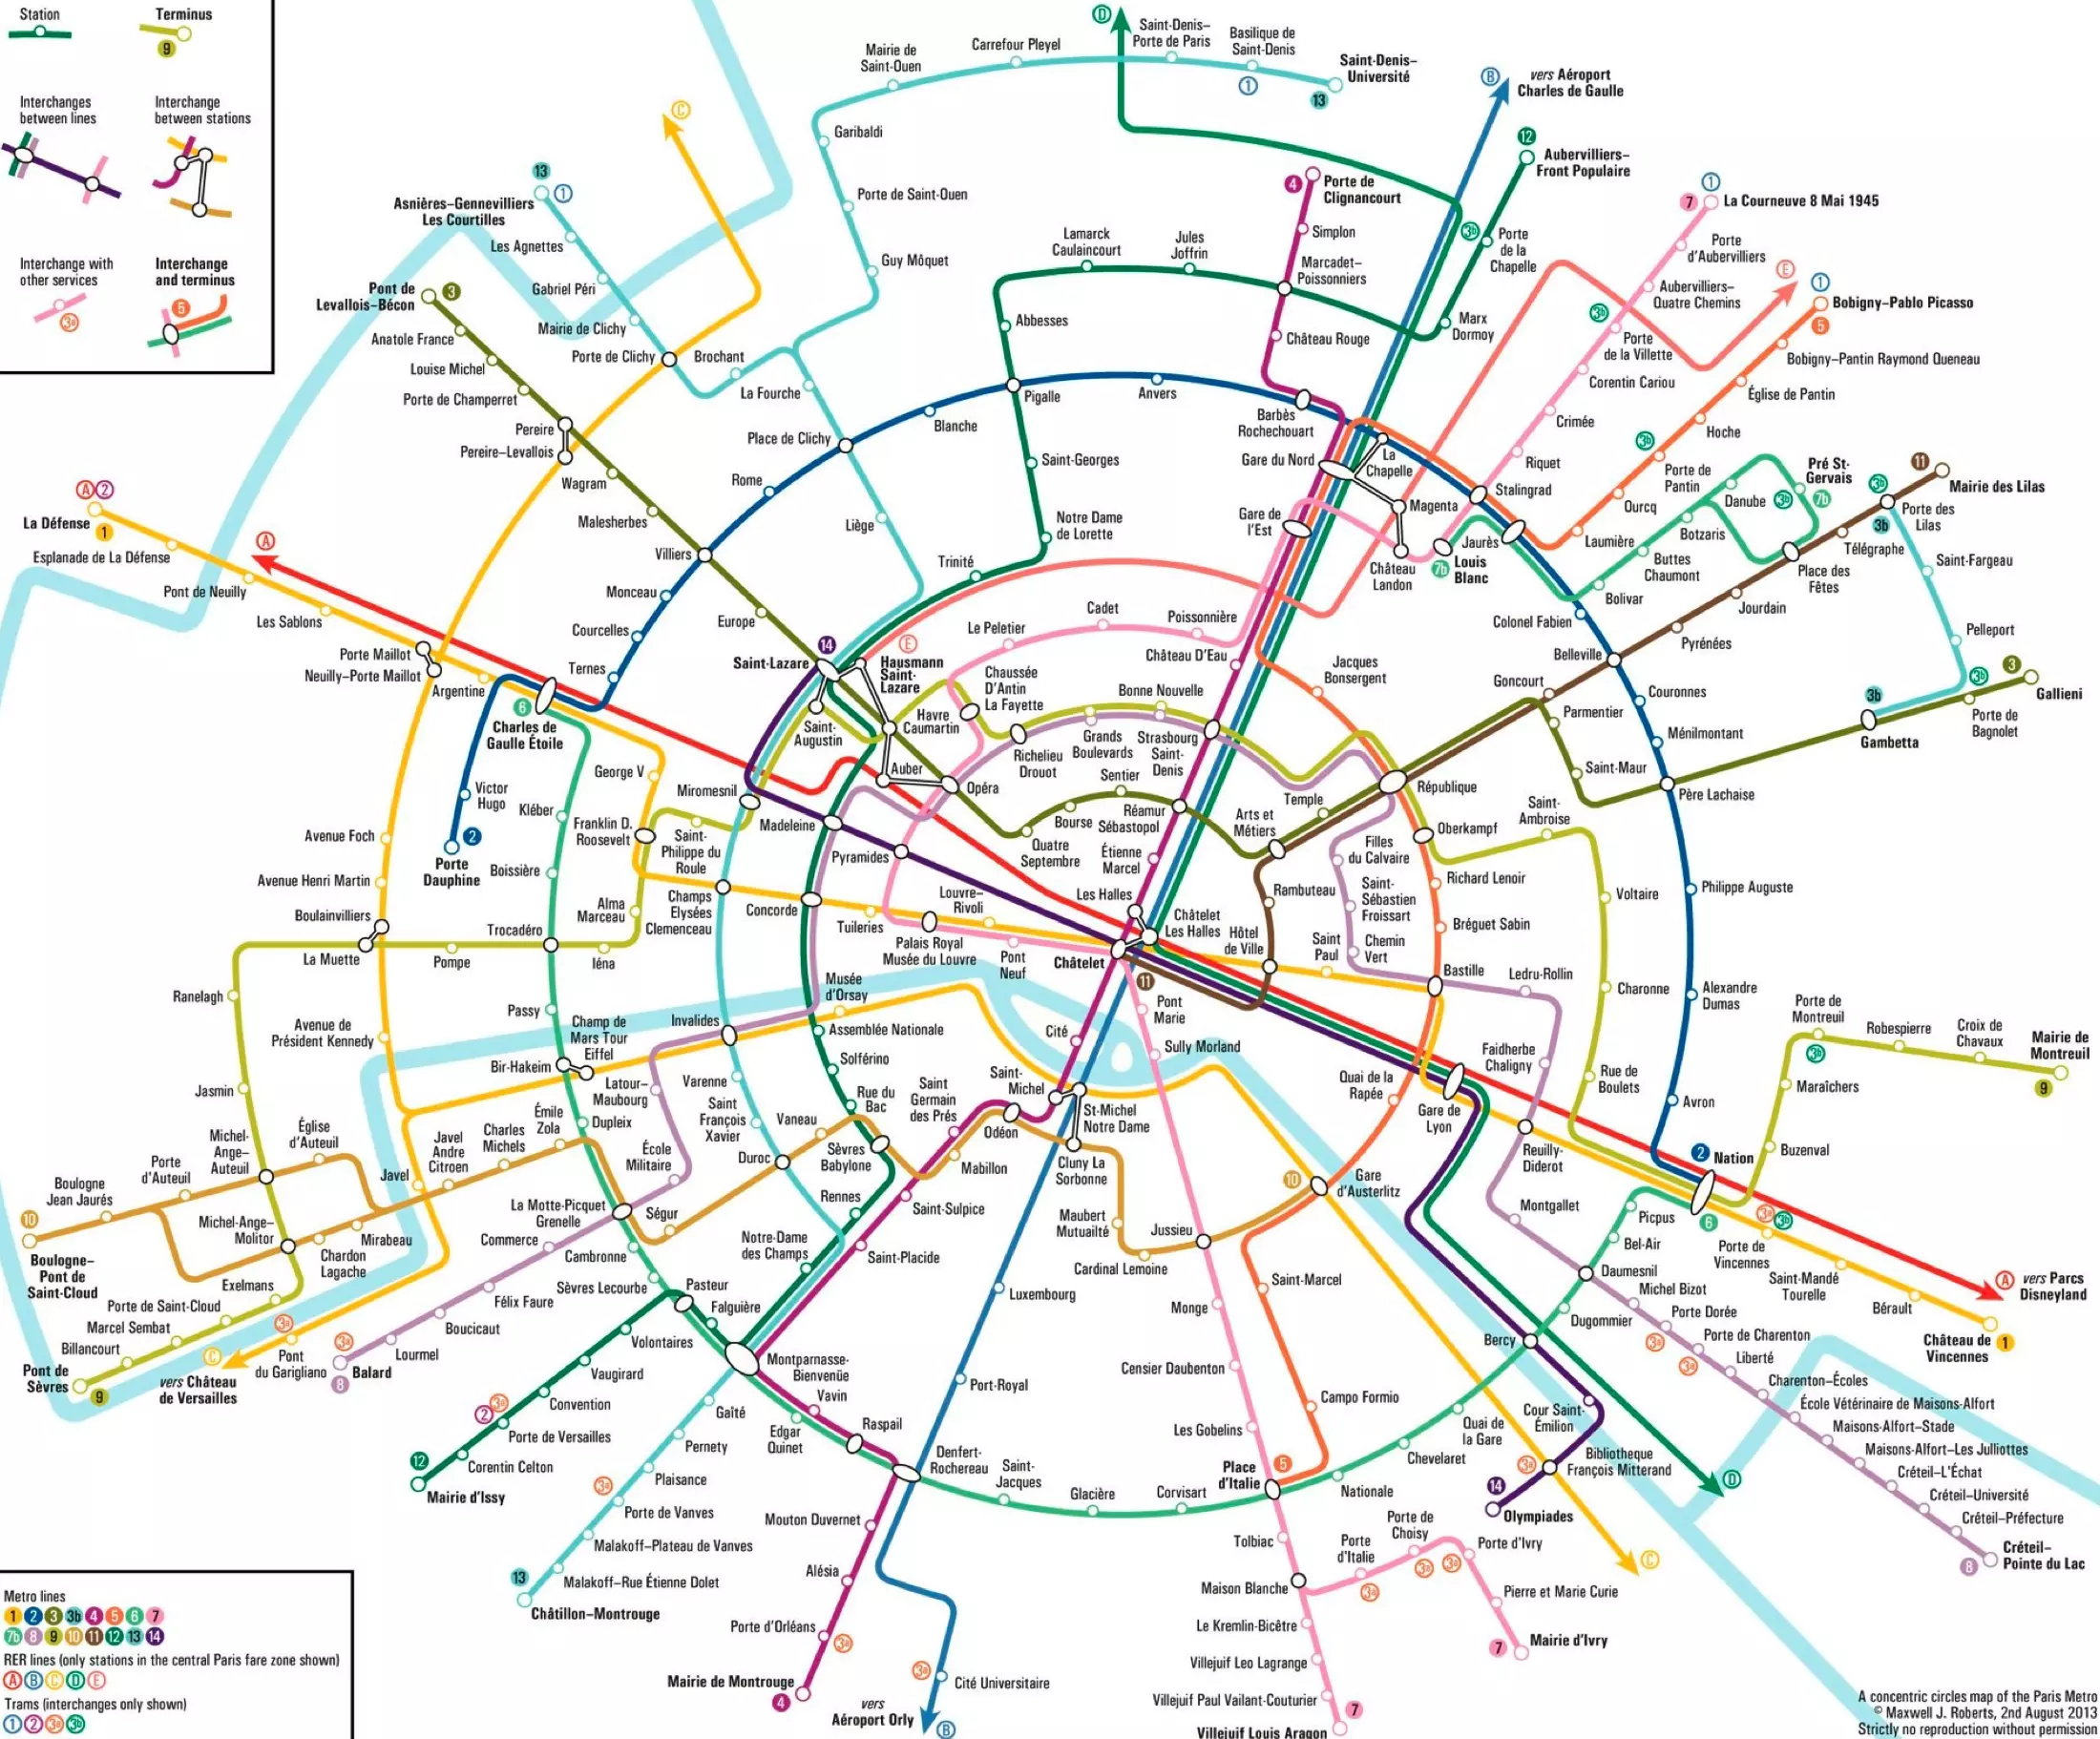 Station
Terminus
9
Interchanges
between lines
Interchange
between stations
Interchange with
other services
3a
Interchange
and terminus
5
D
Mairie de
Saint-Ouen
Carrefour Pleyel
Saint-Denis–
Porte de Paris
Basilique de
Saint-Denis
1
Saint-Denis–
Université
13
B
vers Aéroport
Charles de Gaulle
C
Garibaldi
Porte de Saint-Ouen
Guy Môquet
13
1
Asnières–Gennevilliers
Les Courtilles
Les Agnettes
Gabriel Péri
Mairie de Clichy
Porte de Clichy
Brochant
La Fourche
12
Aubervilliers–
Front Populaire
3b
Porte
de la
Chapelle
Marx
Dormoy
4
Porte de
Clignancourt
Simplon
Marcadet–
Poissonniers
Château Rouge
Lamarck
Caulaincourt
Jules
Joffrin
Abbesses
Pigalle
Anvers
Blanche
Place de Clichy
Rome
Barbès
Rochechouart
La
Chapelle
Gare du Nord
Magenta
Gare de
l'Est
Château
Landon
Stalingrad
Jaurès
7b
Louis
Blanc
1
7
La Courneuve 8 Mai 1945
Porte
d'Aubervilliers
Aubervilliers–
Quatre Chemins
3b
Porte
de la Villette
Corentin Cariou
Crimée
Riquet
E
1
Bobigny–Pablo Picasso
5
Bobigny–Pantin Raymond Queneau
Église de Pantin
Hoche
3b
Porte de
Pantin
Ourcq
Laumière
Danube
Pré St-
Gervais
3b
7b
Botzaris
Buttes
Chaumont
Bolivar
Place des
Fêtes
11
Mairie des Lilas
3b
Porte des
Lilas
3b
Télégraphe
Saint-Fargeau
Pelleport
Jourdain
Pyrénées
Belleville
Goncourt
Colonel Fabien
Couronnes
Ménilmontant
Père Lachaise
3b
Gambetta
3b
Porte de
Bagnolet
3
Gallieni
Parmentier
Saint-Maur
Pont de
Levallois–Bécon
3
Anatole France
Louise Michel
Porte de Champerret
Pereire
Pereire–Levallois
Wagram
Malesherbes
Villiers
Monceau
Courcelles
Ternes
Europe
Liège
Saint-Georges
Notre Dame
de Lorette
Trinité
A 2
La Défense
1
Esplanade de La Défense
Pont de Neuilly
Les Sablons
A
Porte Maillot
Neuilly–Porte Maillot
Argentine
6
Charles de
Gaulle Étoile
Victor
Hugo
2
Porte
Dauphine
Kléber
Boissière
Trocadéro
Passy
George V
Franklin D.
Roosevelt
Saint-
Philippe du
Roule
Miromesnil
Alma
Marceau
Iéna
14
Saint-Lazare
E
Hausmann
Saint-
Lazare
Saint-
Augustin
Havre
Caumartin
Auber
Opéra
Chaussée
D'Antin
La Fayette
Le Peletier
Cadet
Poissonnière
Château D'Eau
Richelieu
Drouot
Grands
Boulevards
Bonne Nouvelle
Strasbourg
Saint-
Denis
Jacques
Bonsergent
République
Sentier
Bourse
Quatre
Septembre
Réamur
Sébastopol
Arts et
Métiers
Temple
Étienne
Marcel
Les Halles
Châtelet
Les Halles
Châtelet
11
Rambuteau
Hôtel
de Ville
Filles
du Calvaire
Saint-
Sébastien
Froissart
Chemin
Vert
Saint
Paul
Oberkampf
Richard Lenoir
Bréguet Sabin
Bastille
Saint-
Ambroise
Voltaire
Charonne
Rue de
Boulets
Ledru-Rollin
Faidherbe
Chaligny
Reuilly-
Diderot
Montgallet
Philippe Auguste
Alexandre
Dumas
Avron
2
Nation
6
Picpus
Bel-Air
Daumesnil
Madeleine
Pyramides
Concorde
Champs
Elysées
Clemenceau
Tuileries
Louvre–
Rivoli
Palais Royal
Musée du Louvre
Pont
Neuf
Pont
Marie
Sully Morland
Cité
Musée
d'Orsay
Assemblée Nationale
Solférino
Rue du
Bac
Invalides
Varenne
Saint
François
Xavier
Duroc
Vaneau
Sèvres
Babylone
Saint
Germain
des Prés
Saint-
Michel
Odéon
Mabillon
St-Michel
Notre Dame
Cluny La
Sorbonne
Rennes
Notre-Dame
des Champs
Saint-Sulpice
Saint-Placide
Maubert
Mutualité
Cardinal Lemoine
Jussieu
10
Gare
d'Austerlitz
Quai de la
Rapée
Gare de
Lyon
Avenue Foch
Avenue Henri Martin
Boulainvilliers
La Muette
Pompe
Ranelagh
Avenue de
Président Kennedy
Jasmin
Champ de
Mars Tour
Eiffel
Bir-Hakeim
Dupleix
Latour–
Maubourg
École
Militaire
La Motte-Picquet
Grenelle
Ségur
Émile
Zola
Charles
Michels
Javel
Andre
Citroen
Javel
Église
d'Auteuil
Michel-
Ange–
Auteuil
Porte
d'Auteuil
Boulogne
Jean Jaurés
10
Boulogne–
Pont de
Saint-Cloud
Michel-Ange–
Molitor
Chardon
Lagache
Mirabeau
Exelmans
Porte de Saint-Cloud
Marcel Sembat
Billancourt
Pont de
Sèvres
9
C
vers Château
de Versailles
3a
Pont
du Garigliano
3a
8
Balard
Lourmel
Boucicaut
Félix Faure
Commerce
Cambronne
Sèvres Lecourbe
Pasteur
Falguière
Volontaires
Vaugirard
Convention
2 3a
Porte de Versailles
Corentin Celton
12
Mairie d'Issy
Montparnasse-
Bienvenüe
Gaîté
Pernety
Plaisance
3a
Porte de Vanves
Malakoff–Plateau de Vanves
Malakoff–Rue Étienne Dolet
13
Châtillon–Montrouge
Edgar
Quinet
Vavin
Raspail
Denfert-
Rochereau
Mouton Duvernet
Alésia
Porte d'Orléans
3a
Mairie de Montrouge
4
Luxembourg
Port-Royal
3a
Cité Universitaire
vers
Aéroport Orly
B
Saint-
Jacques
Glacière
Corvisart
Place
d'Italie
5
Nationale
Chevelaret
Quai de
la Gare
Bercy
Dugommier
Monge
Censier Daubenton
Les Gobelins
Saint-Marcel
Campo Formio
Tolbiac
Maison Blanche
Le Kremlin-Bicêtre
Villejuif Leo Lagrange
Villejuif Paul Vailant-Couturier
Villejuif Louis Aragon
7
Porte
d'Italie
3a
Porte de
Choisy
3a
3a
Porte d'Ivry
Pierre et Marie Curie
7
Mairie d'Ivry
Cour Saint-
Émilion
3a
Bibliotheque
François Mitterand
14
Olympiades
C
D
Michel Bizot
Porte Dorée
3a
Porte de Charenton
3a
Liberté
Charenton–Écoles
École Vétérinaire de Maisons-Alfort
Maisons-Alfort–Stade
Maisons-Alfort–Les Julliottes
Créteil–L'Échat
Créteil–Université
Créteil–Préfecture
8
Créteil–
Pointe du Lac
3a 3b
Porte de
Vincennes
Saint-Mandé
Tourelle
Bérault
Château de
Vincennes
1
A
vers Parcs
Disneyland
Buzenval
Maraîchers
Porte de
Montreuil
3b
Robespierre
Croix de
Chavaux
Mairie de
Montreuil
9
Metro lines
1 2 3 3b 4 5 6 7
7b 8 9 10 11 12 13 14
RER lines (only stations in the central Paris fare zone shown)
A B C D E
Trams (interchanges only shown)
1 2 3a 3b
A concentric circles map of the Paris Metro
© Maxwell J. Roberts, 2nd August 2013
Strictly no reproduction without permission